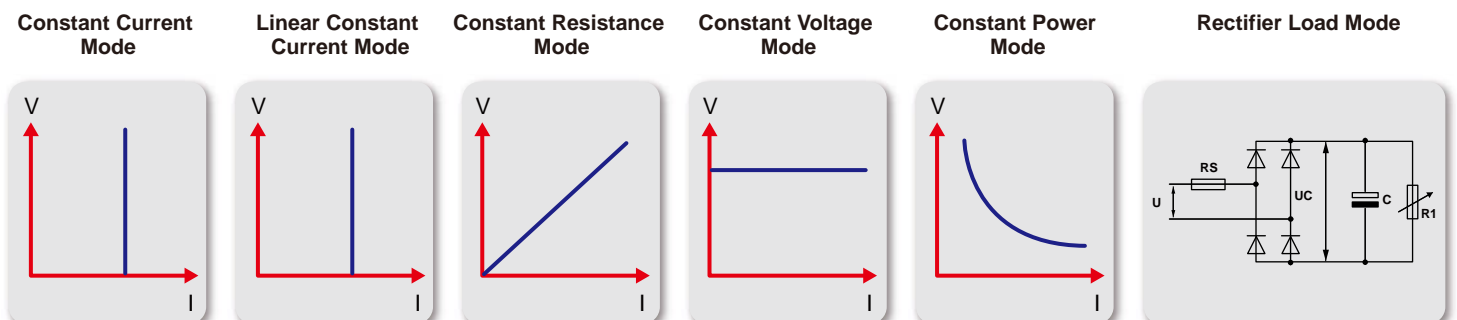 Constant Current
Mode
Linear Constant
Current Mode
Constant Resistance
Mode
Constant Voltage
Mode
Constant Power
Mode
Rectifier Load Mode
V
I
V
I
V
I
V
I
V
I
RS
U
UC
C
R1